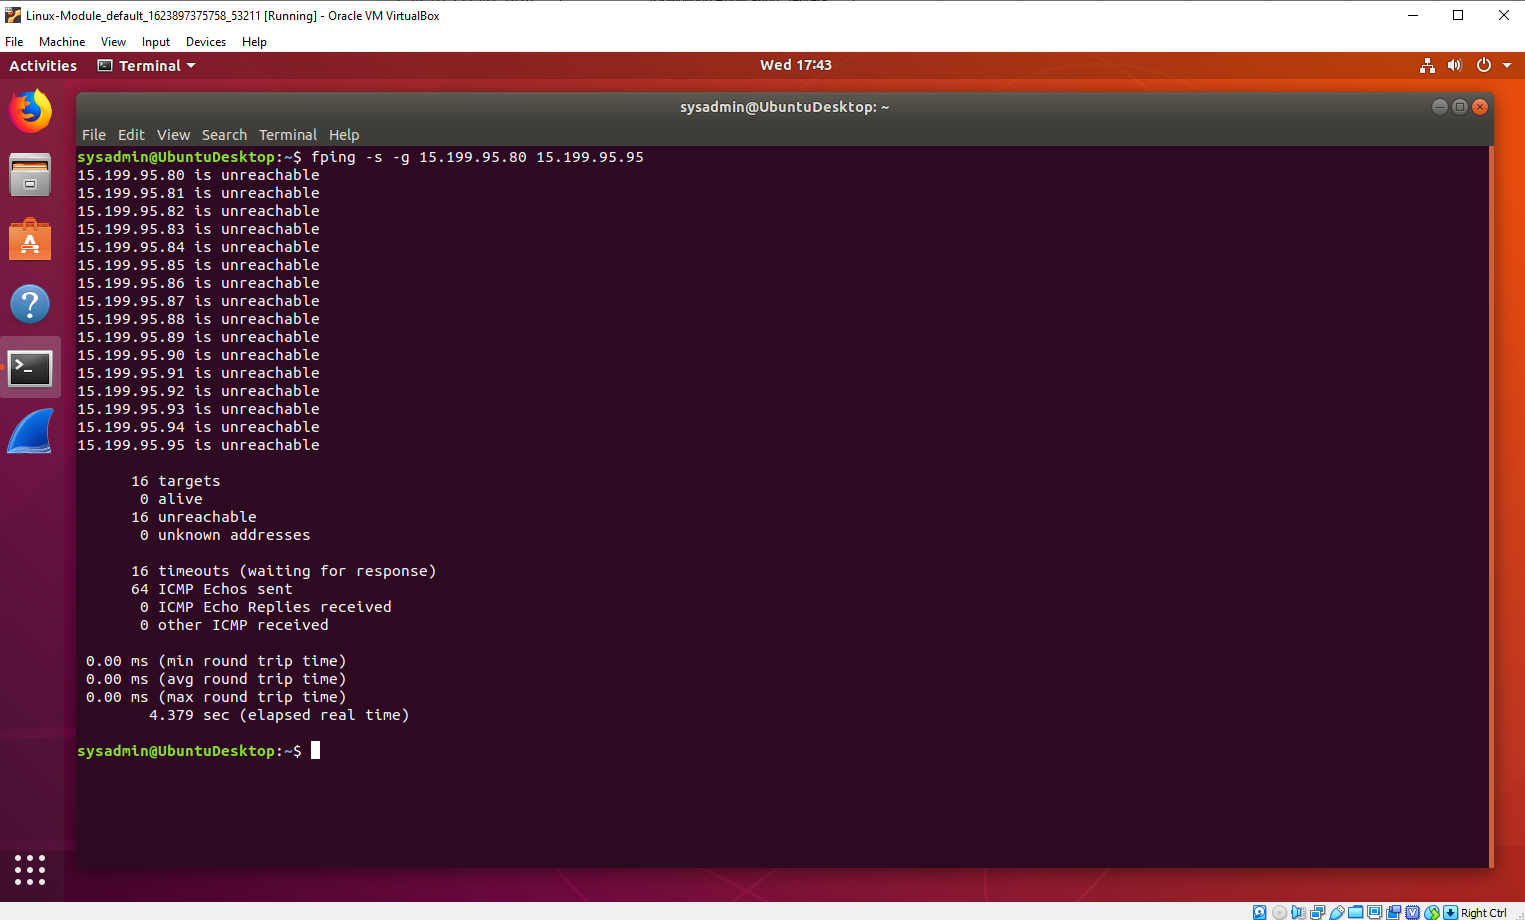 Linux-Module_default_1623897375758_53211 [Running] - Oracle VM VirtualBox
File Machine View Input Devices Help
Activities Terminal Wed 17:43
sysadmin@UbuntuDesktop: ~
File Edit View Search Terminal Help
sysadmin@UbuntuDesktop:~$ fping -s -g 15.199.95.80 15.199.95.95
15.199.95.80 is unreachable
15.199.95.81 is unreachable
15.199.95.82 is unreachable
15.199.95.83 is unreachable
15.199.95.84 is unreachable
15.199.95.85 is unreachable
15.199.95.86 is unreachable
15.199.95.87 is unreachable
15.199.95.88 is unreachable
15.199.95.89 is unreachable
15.199.95.90 is unreachable
15.199.95.91 is unreachable
15.199.95.92 is unreachable
15.199.95.93 is unreachable
15.199.95.94 is unreachable
15.199.95.95 is unreachable
16 targets
0 alive
16 unreachable
0 unknown addresses
16 timeouts (waiting for response)
64 ICMP Echos sent
0 ICMP Echo Replies received
0 other ICMP received
0.00 ms (min round trip time)
0.00 ms (avg round trip time)
0.00 ms (max round trip time)
4.379 sec (elapsed real time)
sysadmin@UbuntuDesktop:~$
Right Ctrl